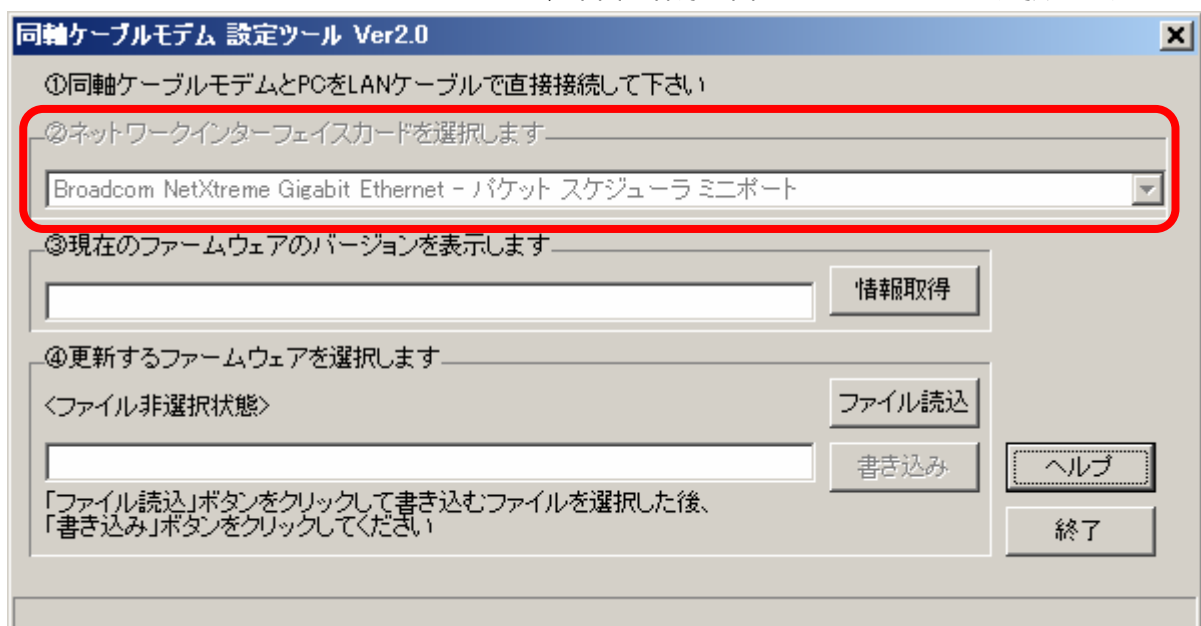 同軸ケーブルモデム 設定ツール Ver2.0
①同軸ケーブルモデムとPCをLANケーブルで直接接続して下さい
②ネットワークインターフェイスカードを選択します
Broadcom NetXtreme Gigabit Ethernet - パケット スケジューラ ミニポート
③現在のファームウェアのバージョンを表示します
情報取得
④更新するファームウェアを選択します
<ファイル非選択状態>
ファイル読込
書き込み
ヘルプ
「ファイル読込」ボタンをクリックして書き込むファイルを選択した後、
「書き込み」ボタンをクリックしてください
終了